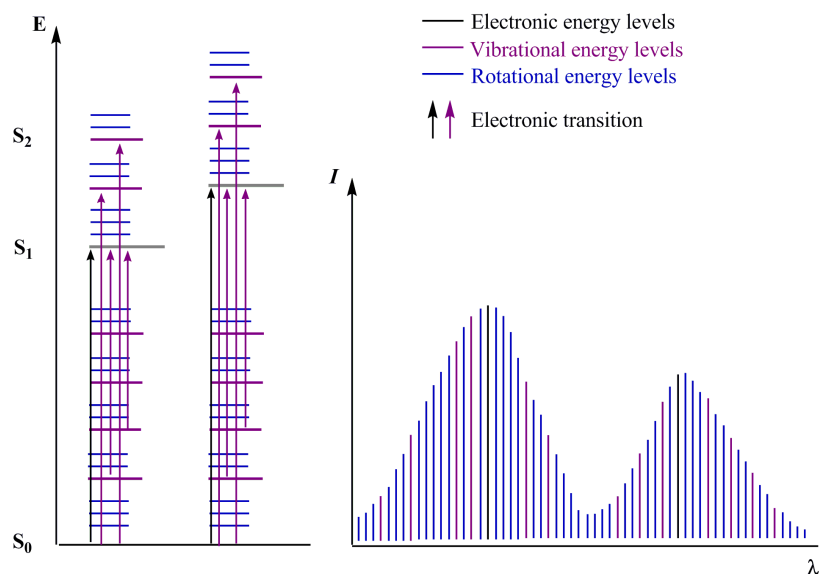 E
Electronic energy levels
Vibrational energy levels
Rotational energy levels
Electronic transition
S2
I
S1
S0
λ